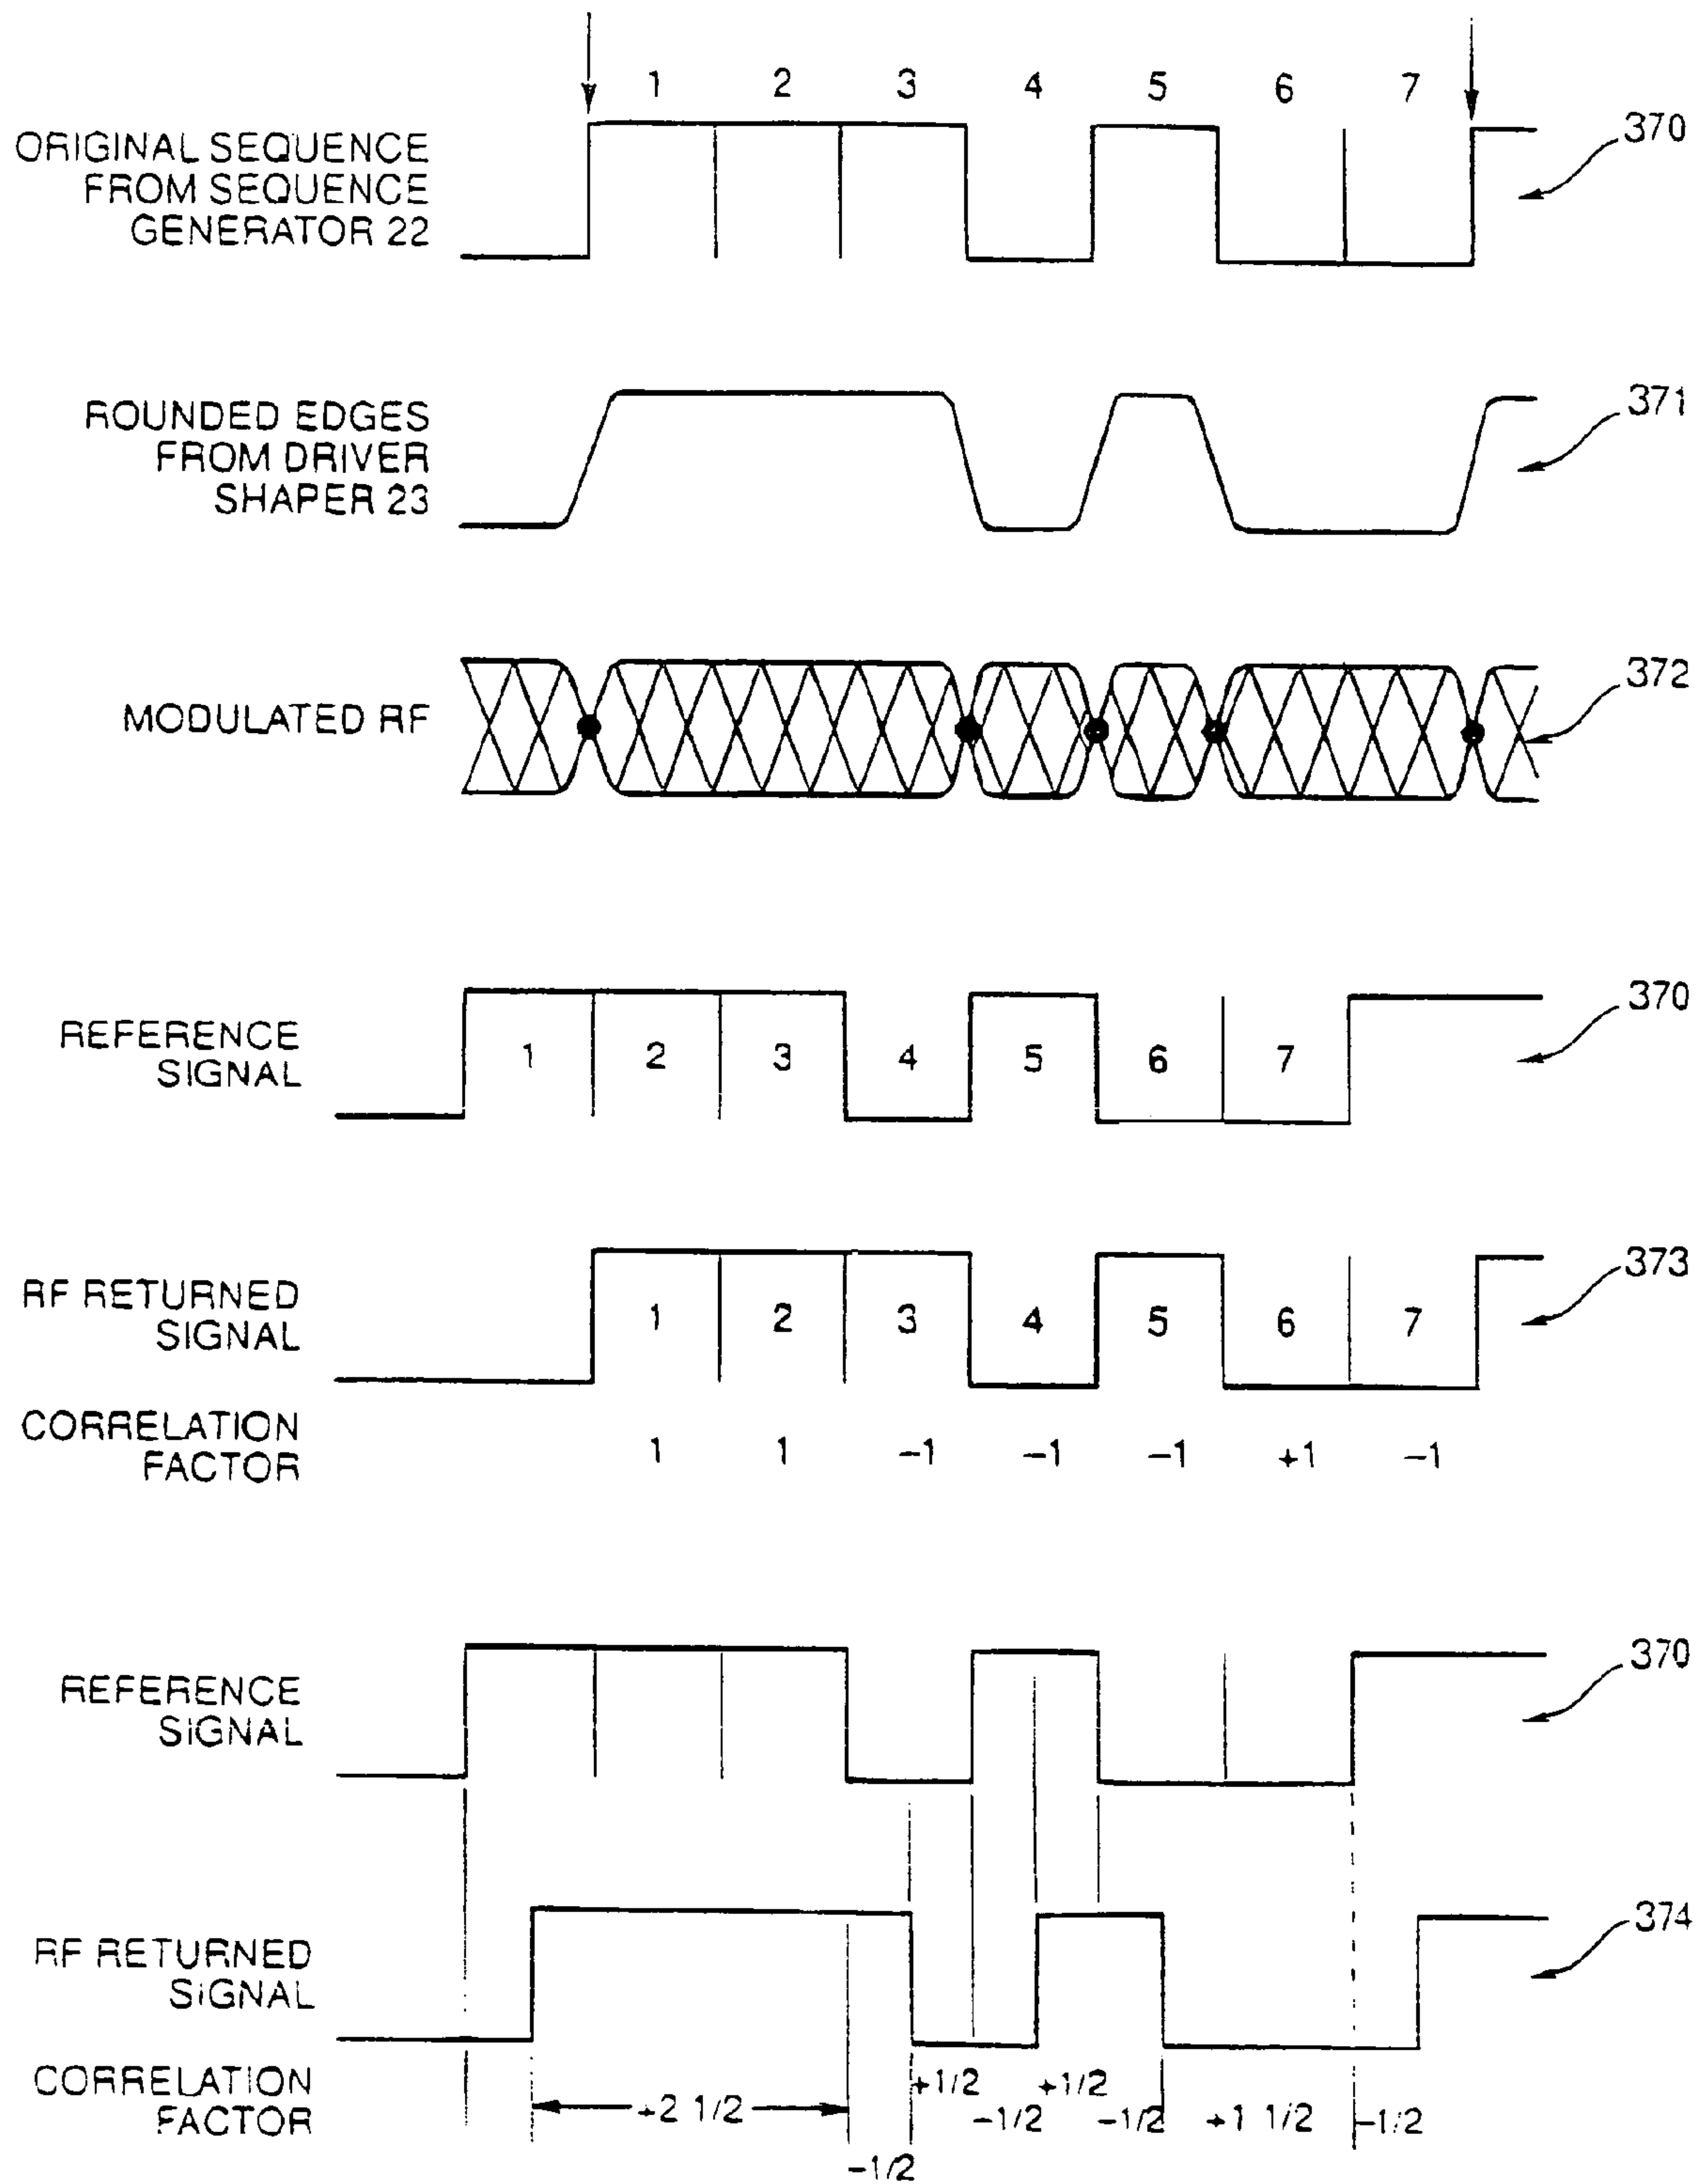 1 2 3 4 5 6 7
ORIGINAL SEQUENCE
FROM SEQUENCE
GENERATOR 22
370
ROUNDED EDGES
FROM DRIVER
SHAPER 23
371
MODULATED RF
372
REFERENCE
SIGNAL
1 2 3 4 5 6 7
370
RF RETURNED
SIGNAL
1 2 3 4 5 6 7
373
CORRELATION
FACTOR
1 1 -1 -1 -1 +1 -1
REFERENCE
SIGNAL
370
RF RETURNED
SIGNAL
374
CORRELATION
FACTOR
+2 1/2
-1/2
+1/2
-1/2
+1/2
-1/2
+1 1/2
-1/2